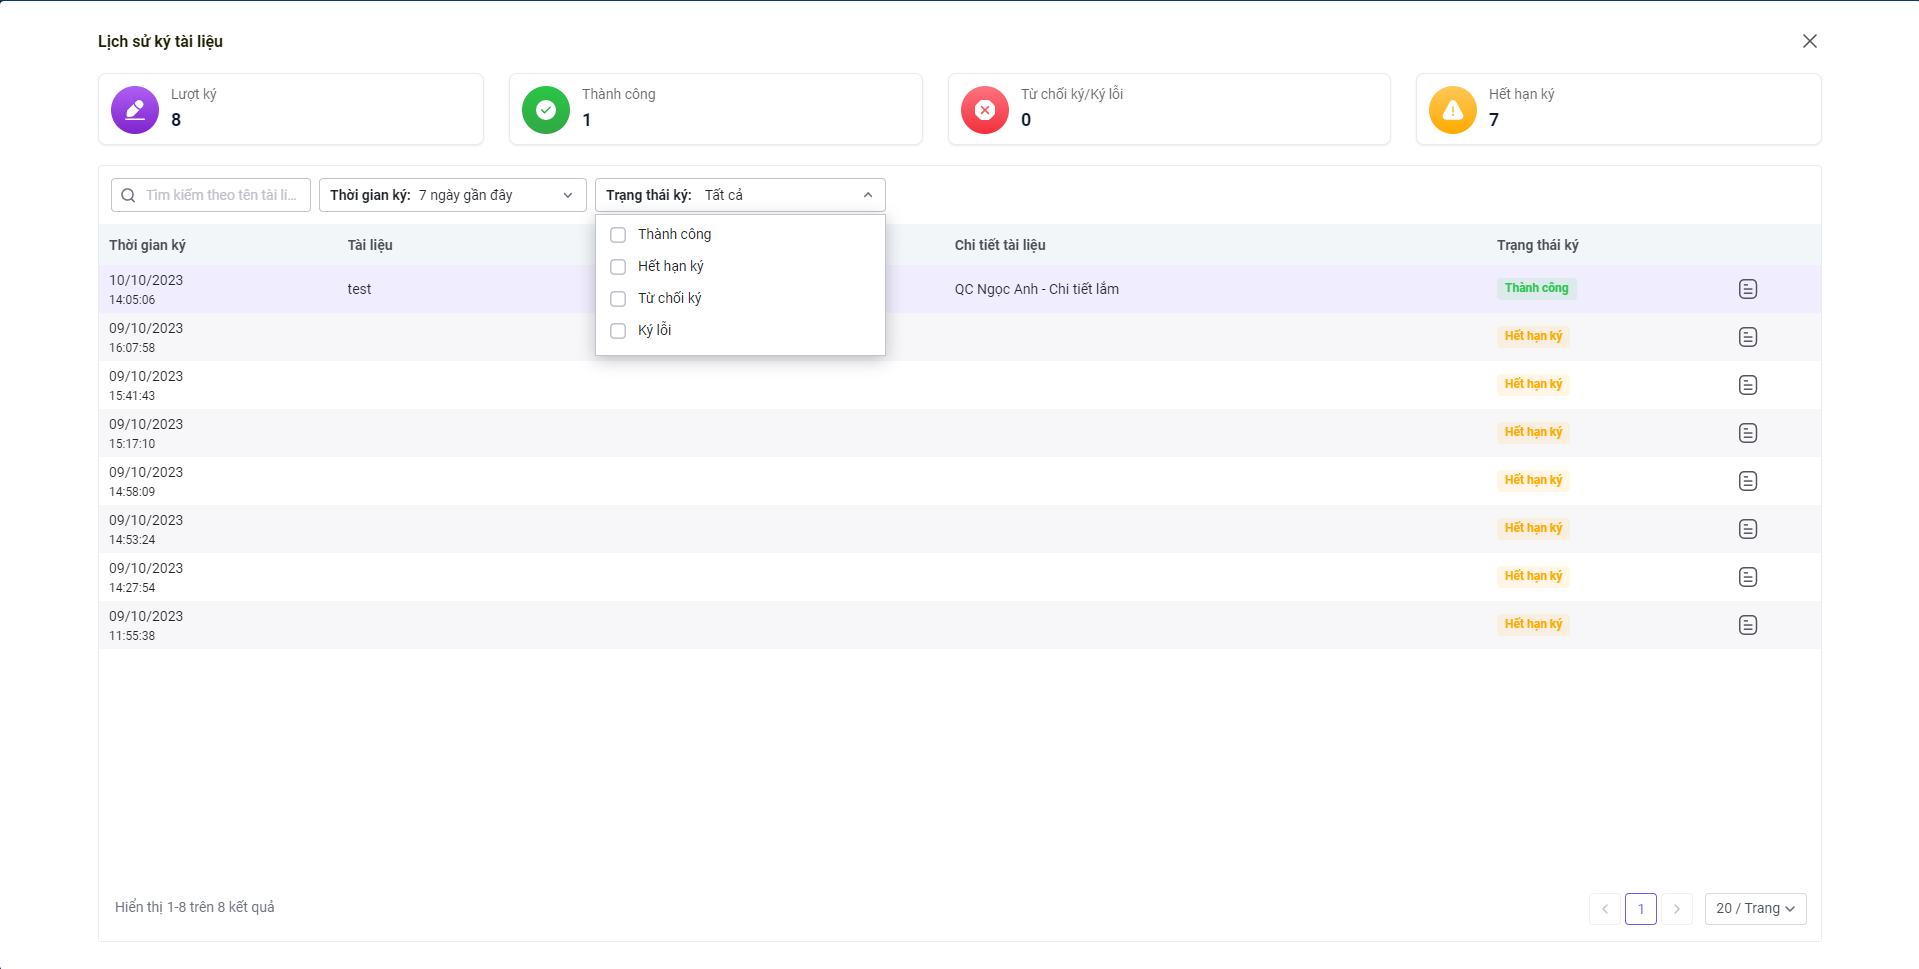 Lịch sử ký tài liệu
Lượt ký
8
Thành công
1
Từ chối ký/Ký lỗi
0
Hết hạn ký
7
Tìm kiếm theo tên tài li...
Thời gian ký: 7 ngày gần đây
Trạng thái ký: Tất cả
Thành công
Hết hạn ký
Từ chối ký
Ký lỗi
Thời gian ký
Tài liệu
Chi tiết tài liệu
Trạng thái ký
10/10/2023
14:05:06
test
QC Ngọc Anh - Chi tiết lắm
Thành công
09/10/2023
16:07:58
Hết hạn ký
09/10/2023
15:41:43
Hết hạn ký
09/10/2023
15:17:10
Hết hạn ký
09/10/2023
14:58:09
Hết hạn ký
09/10/2023
14:53:24
Hết hạn ký
09/10/2023
14:27:54
Hết hạn ký
09/10/2023
11:55:38
Hết hạn ký
Hiển thị 1-8 trên 8 kết quả
1
20 / Trang